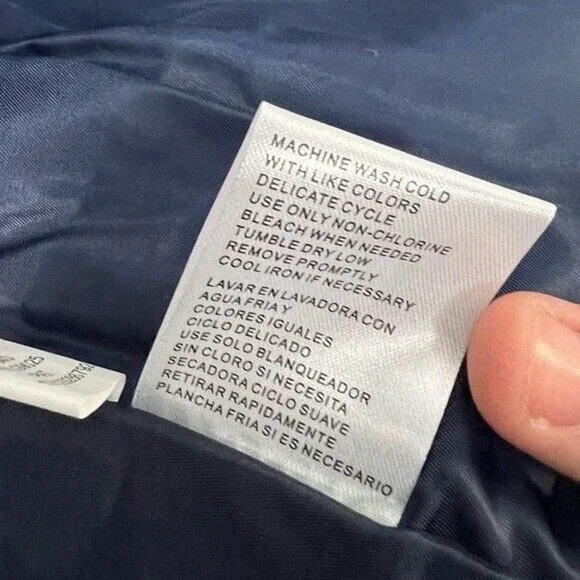 MACHINE WASH COLD
WITH LIKE COLORS
DELICATE CYCLE
USE ONLY NON-CHLORINE
BLEACH WHEN NEEDED
TUMBLE DRY LOW
REMOVE PROMPTLY
COOL IRON IF NECESSARY
LAVAR EN LAVADORA CON
AGUA FRIA Y
COLORES IGUALES
CICLO DELICADO
USE SOLO BLANQUEADOR
SIN CLORO SI NECESITA
SECADORA CICLO SUAVE
RETIRAR RAPIDAMENTE
PLANCHA FRIA SI ES NECESARIO